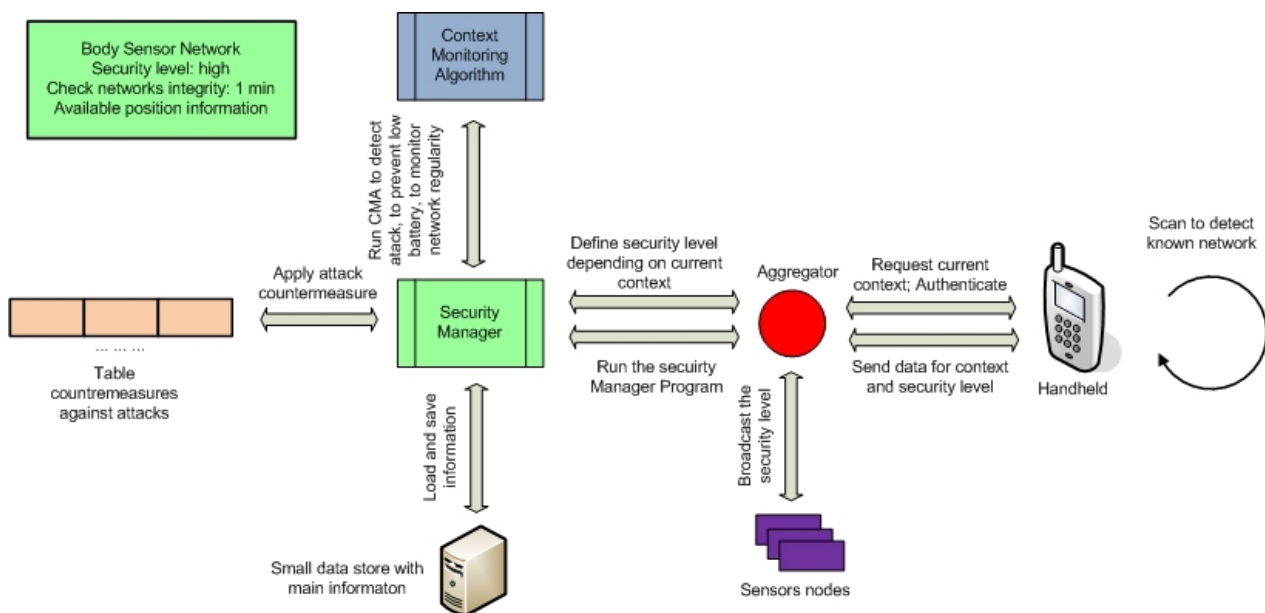 Body Sensor Network
Security level: high
Check networks integrity: 1 min
Available position information
Context
Monitoring
Algorithm
Run CMA to detect
atack, to prevent low
battery, to monitor
network regularity
Apply attack
countermeasure
Security
Manager
... ... ...
Table
countremeasures
against attacks
Define security level
depending on current
context
Run the secuirty
Manager Program
Aggregator
Request current
context; Authenticate
Send data for context
and security level
Scan to detect
known network
Handheld
Load and save
information
Small data store with
main informaton
Broadcast the
security level
Sensors nodes